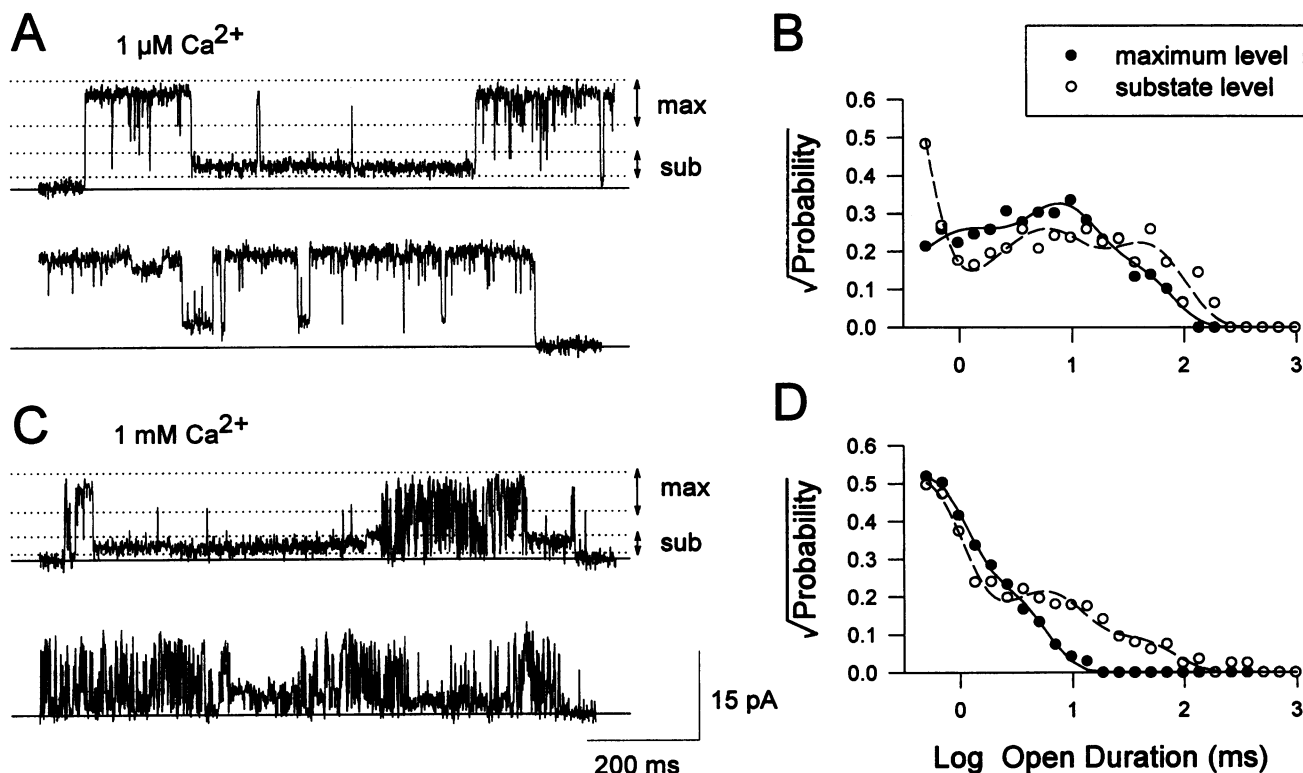 A
1 µM Ca2+
max
sub
B
maximum level
substate level
0.6
0.5
0.4
0.3
0.2
0.1
0.0
√Probability
0 1 2 3
C
1 mM Ca2+
max
sub
15 pA
200 ms
D
0.6
0.5
0.4
0.3
0.2
0.1
0.0
√Probability
0 1 2 3
Log Open Duration (ms)